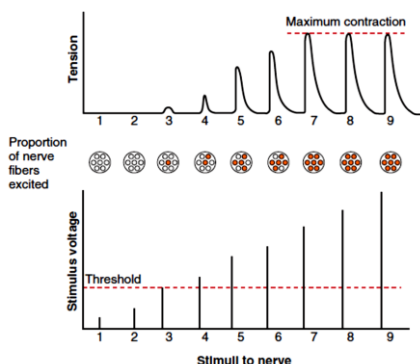 Maximum contraction
Tension
1 2 3 4 5 6 7 8 9
Proportion
of nerve
fibers
excited
Stimulus voltage
Threshold
1 2 3 4 5 6 7 8 9
Stimuli to nerve